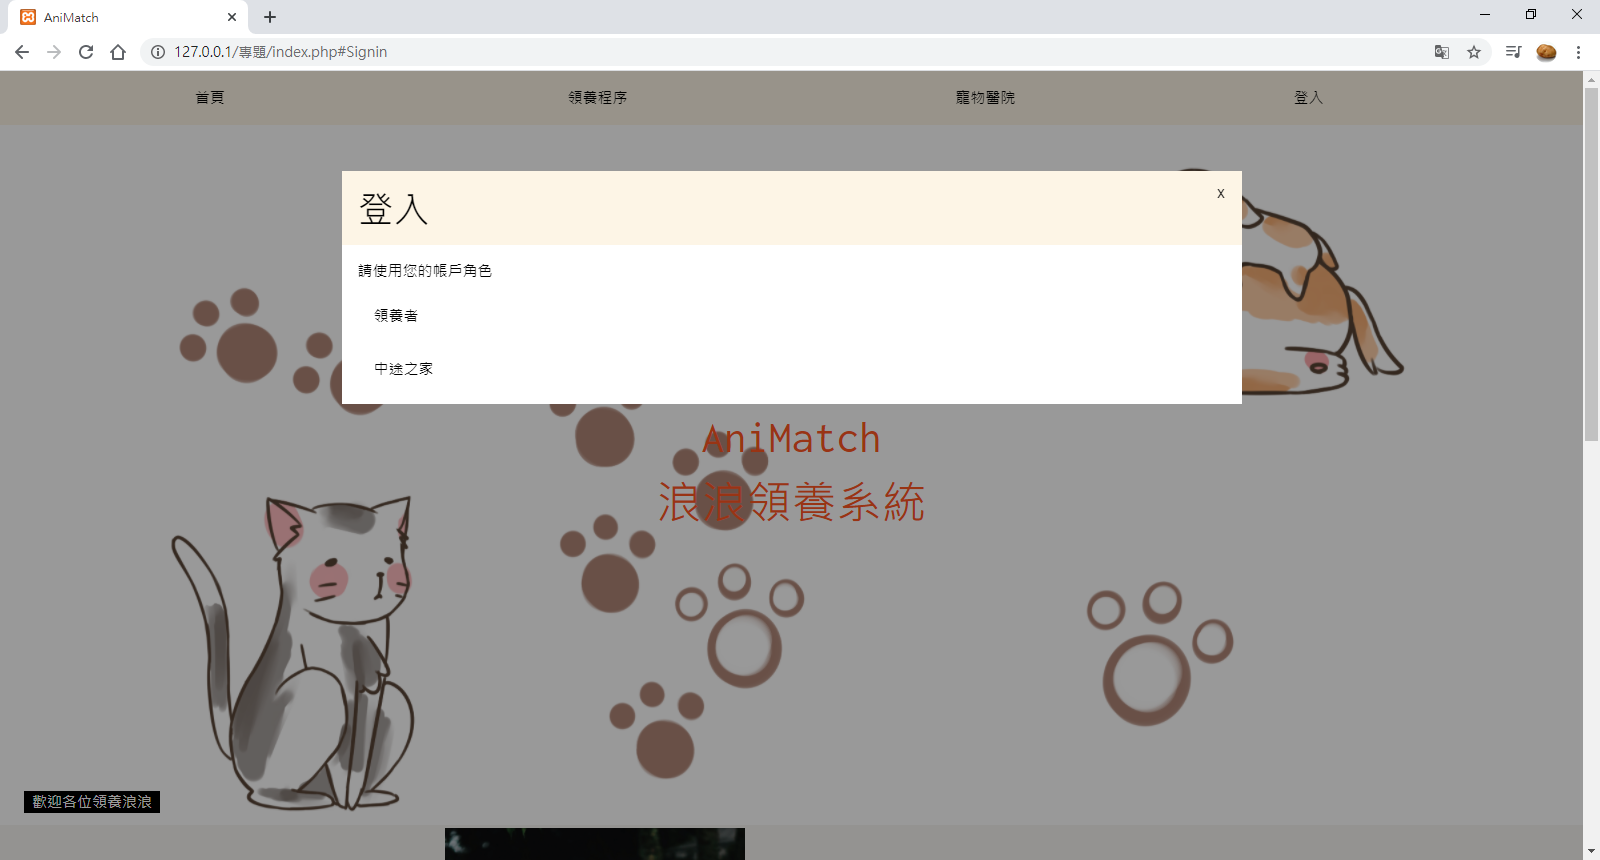 AniMatch
127.0.0.1/專題/index.php#Signin
首頁 領養程序 寵物醫院 登入
登入
x
請使用您的帳戶角色
領養者
中途之家
AniMatch
浪浪領養系統
歡迎各位領養浪浪